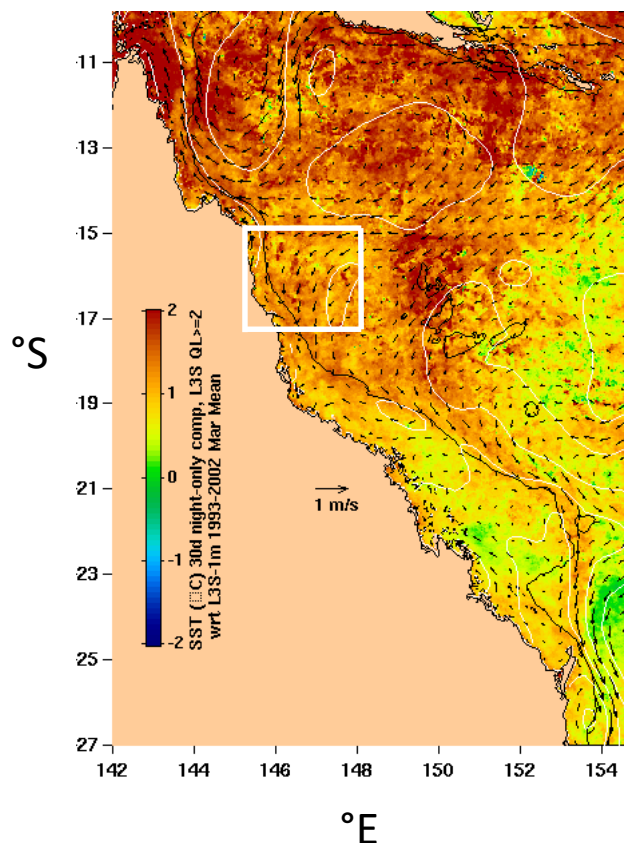 -11
-13
-15
-17
-19
-21
-23
-25
-27
°S
2
1
0
-1
-2
SST (□C) 30d night-only comp, L3S QL>=2
wrt L3S-1m 1993-2002 Mar Mean
1 m/s
142 144 146 148 150 152 154
°E